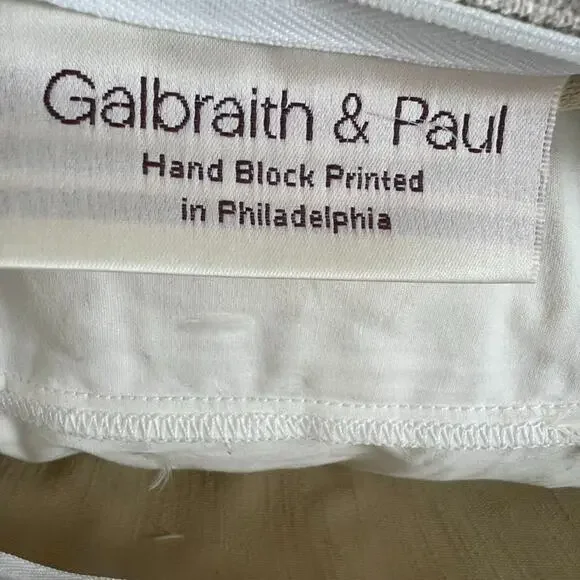 Galbraith & Paul
Hand Block Printed
in Philadelphia